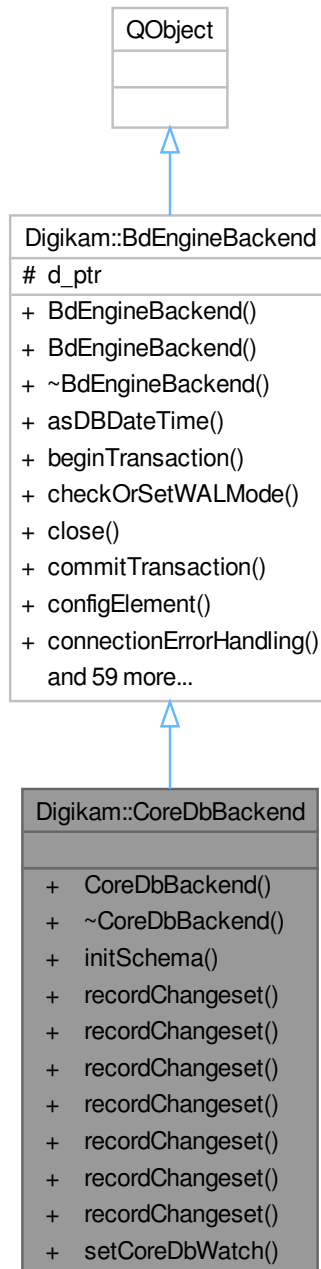 QObject
Digikam::BdEngineBackend
# d_ptr
+ BdEngineBackend()
+ BdEngineBackend()
+ ~BdEngineBackend()
+ asDBDateTime()
+ beginTransaction()
+ checkOrSetWALMode()
+ close()
+ commitTransaction()
+ configElement()
+ connectionErrorHandling()
and 59 more...
Digikam::CoreDbBackend
+ CoreDbBackend()
+ ~CoreDbBackend()
+ initSchema()
+ recordChangeset()
+ recordChangeset()
+ recordChangeset()
+ recordChangeset()
+ recordChangeset()
+ recordChangeset()
+ recordChangeset()
+ setCoreDbWatch()